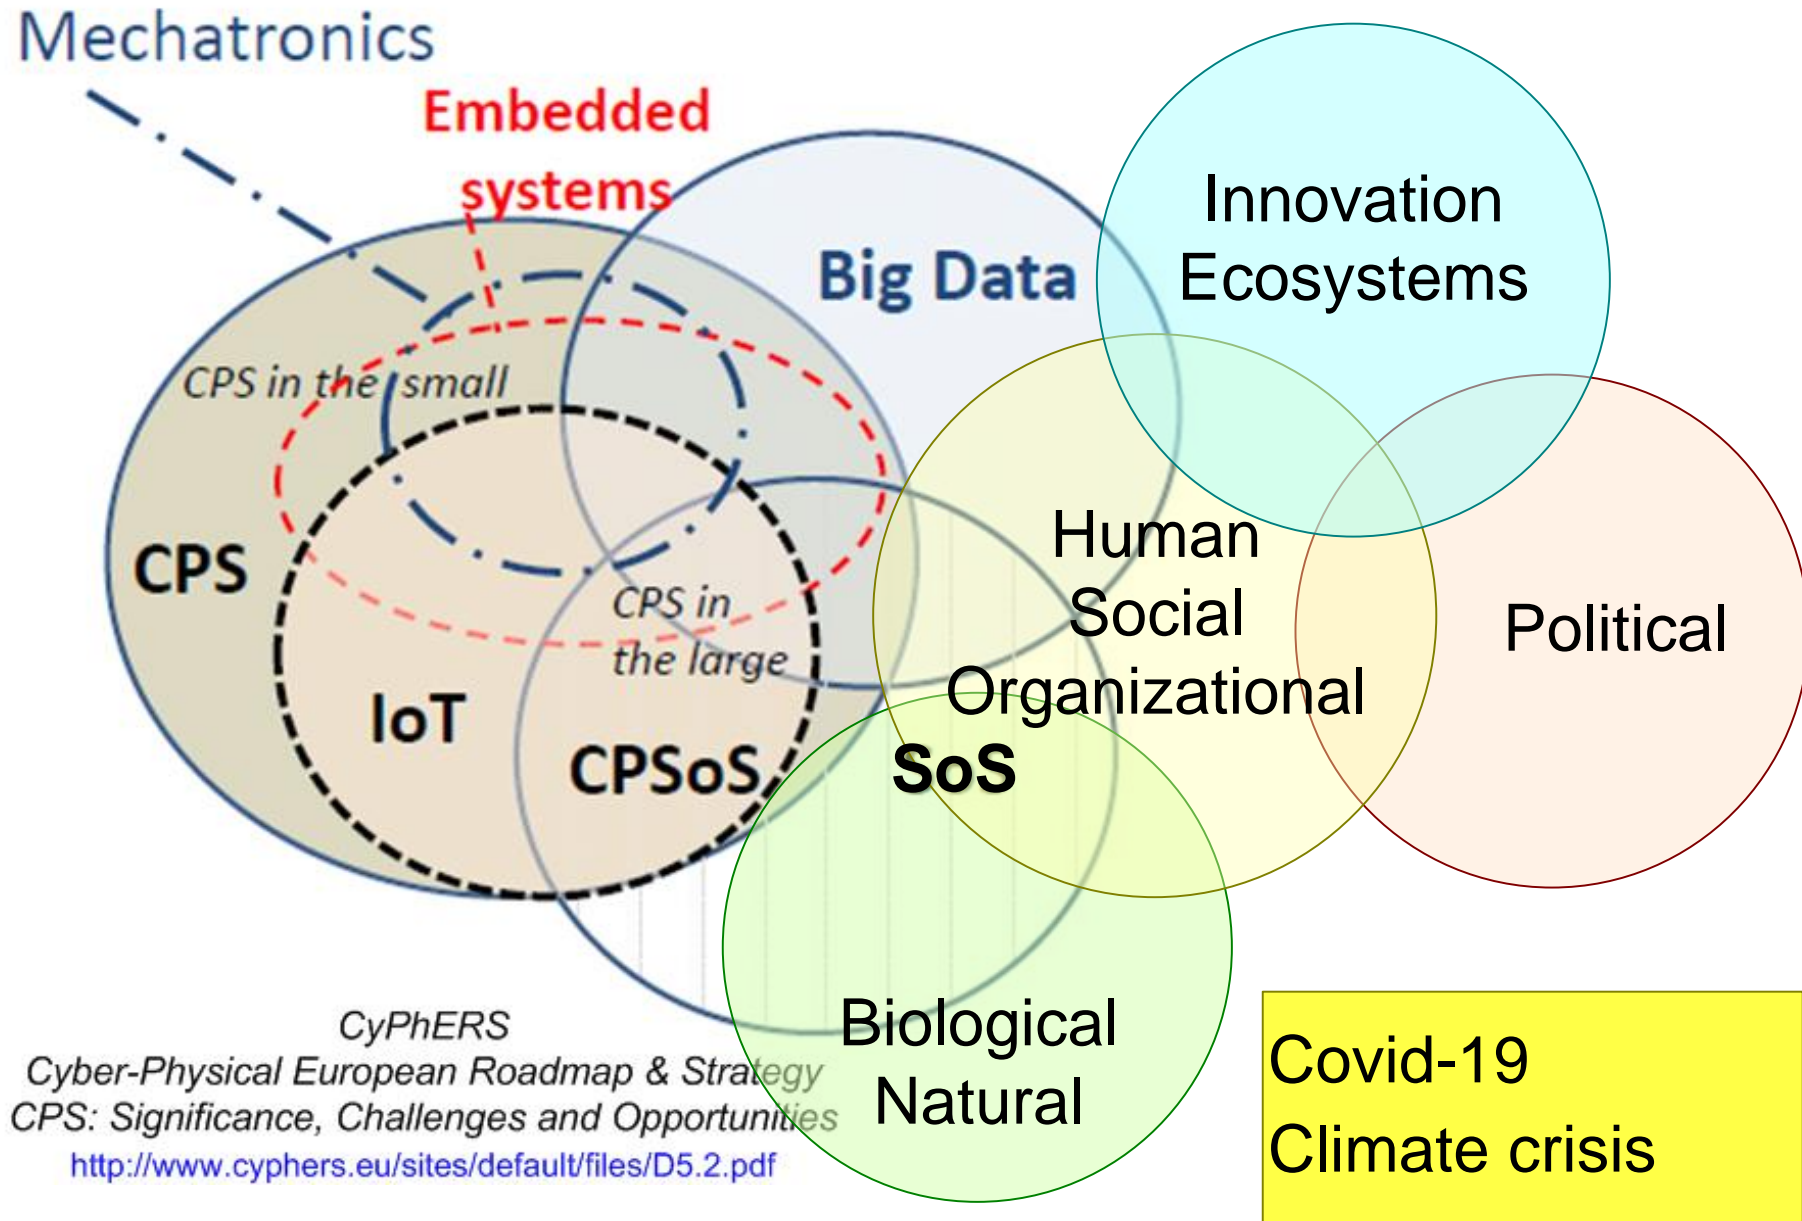 Mechatronics
Embedded
systems
Innovation
Ecosystems
Big Data
CPS in the small
Human
Social
Organizational
CPS
CPS in
the large
Political
IoT
CPSoS
SoS
Biological
Natural
CyPhERS
Cyber-Physical European Roadmap & Strategy
CPS: Significance, Challenges and Opportunities
http://www.cyphers.eu/sites/default/files/D5.2.pdf
Covid-19
Climate crisis